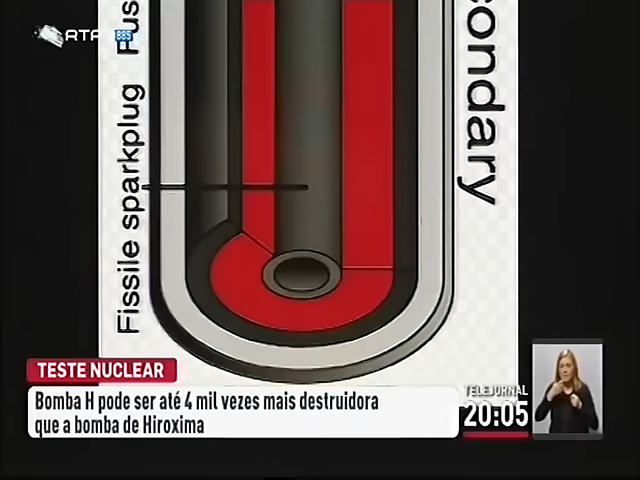 RTP
885
Fus
Fissile sparkplug
condary
TESTE NUCLEAR
Bomba H pode ser até 4 mil vezes mais destruidora
que a bomba de Hiroxima
TELEJORNAL
20:05